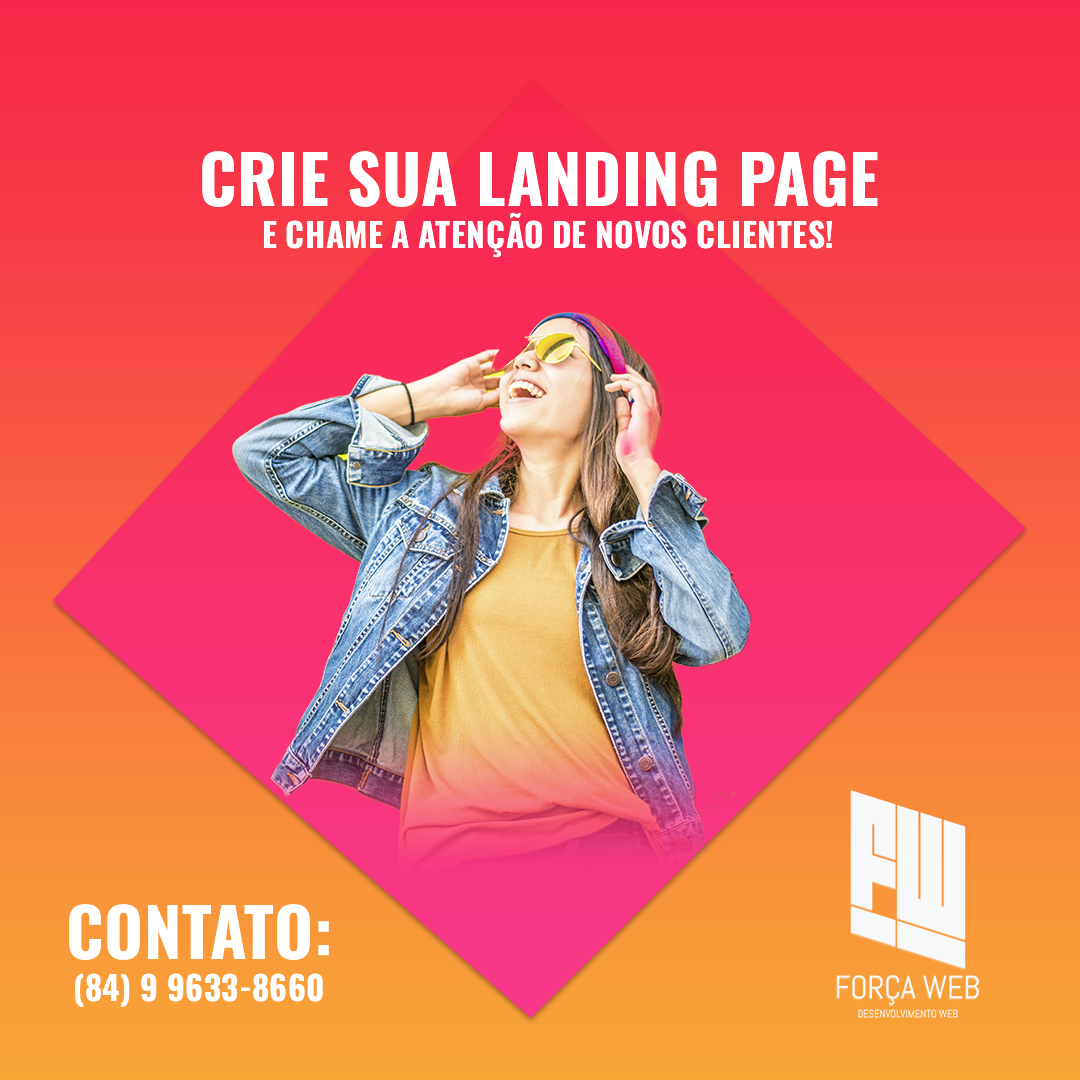 CRIE SUA LANDING PAGE
E CHAME A ATENÇÃO DE NOVOS CLIENTES!
CONTATO:
(84) 9 9633-8660
FW
FORÇA WEB
DESENVOLVIMENTO WEB